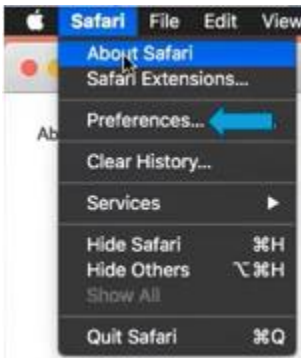 Safari File Edit View
About Safari
Safari Extensions...
Ab
Preferences...
Clear History...
Services
Hide Safari ⌘H
Hide Others ⌥⌘H
Show All
Quit Safari ⌘Q